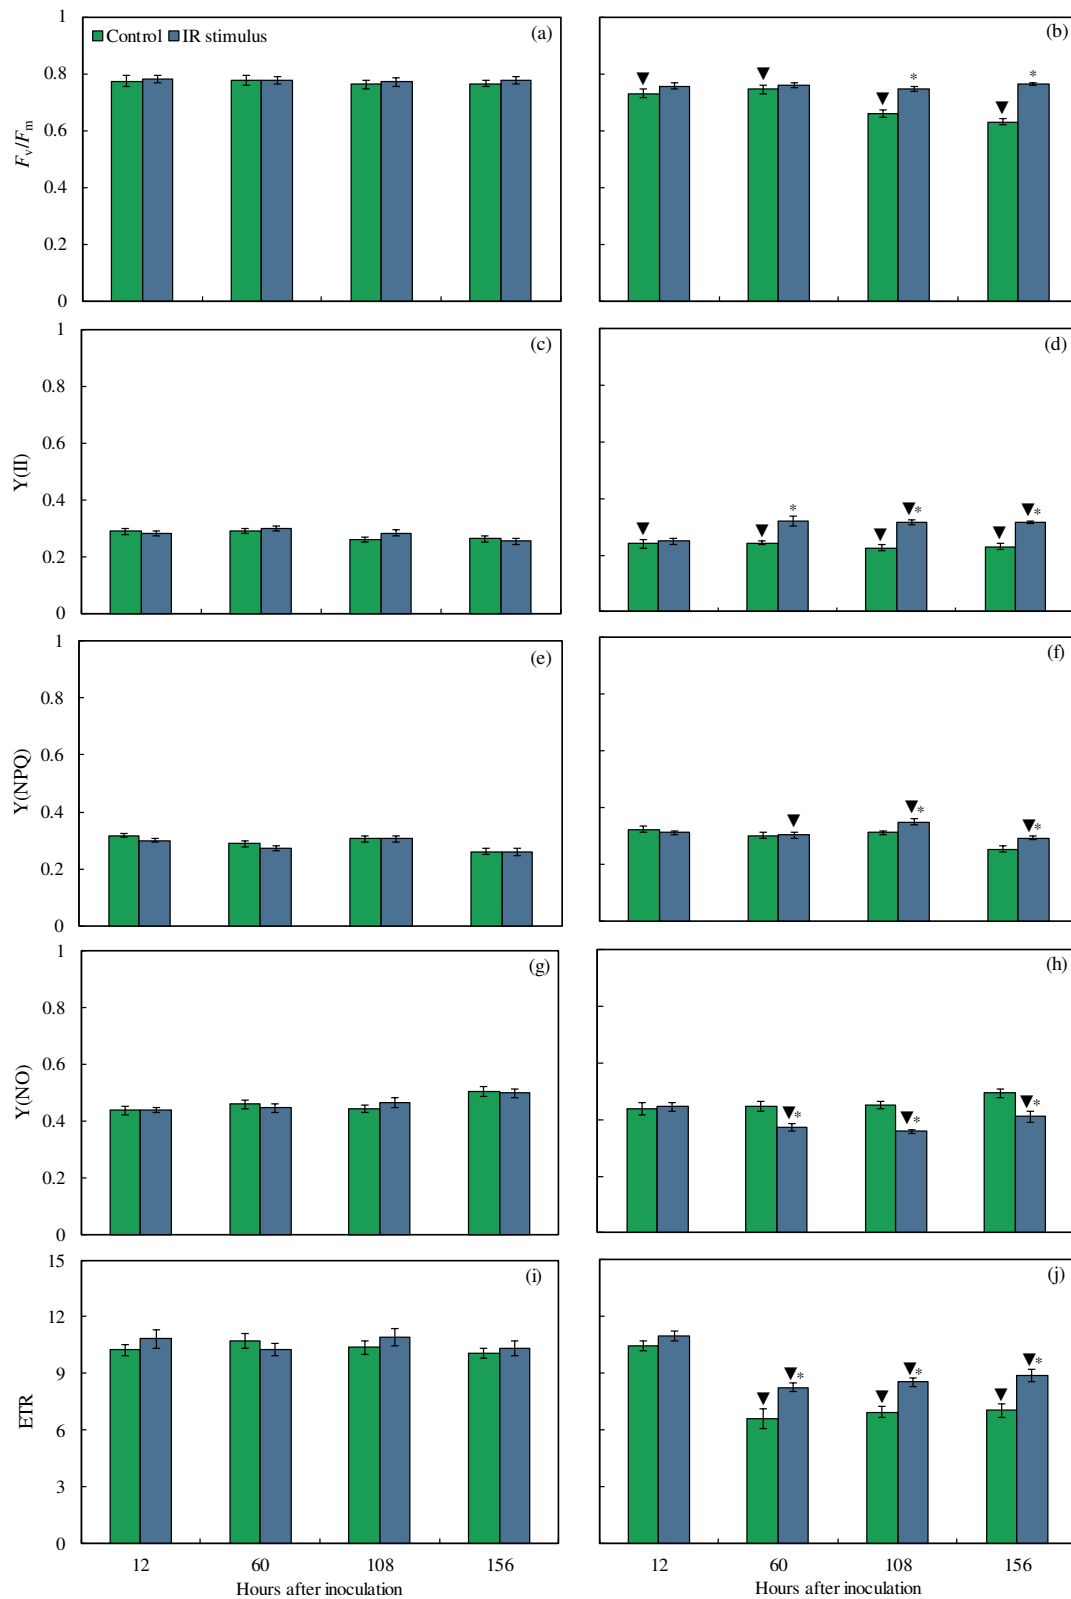 1
0.8
0.6
0.4
0.2
0
Fv/Fm
Control IR stimulus
(a)
▼ ▼ ▼ * ▼ *
(b)
1
0.8
0.6
0.4
0.2
0
Y(II)
(c)
▼ ▼ * ▼ ▼* ▼ ▼*
(d)
1
0.8
0.6
0.4
0.2
0
Y(NPQ)
(e)
▼ ▼* ▼*
(f)
1
0.8
0.6
0.4
0.2
0
Y(NO)
(g)
▼* ▼* ▼*
(h)
15
12
9
6
3
0
ETR
(i)
▼ ▼* ▼ ▼* ▼ ▼*
(j)
12 60 108 156
Hours after inoculation
12 60 108 156
Hours after inoculation